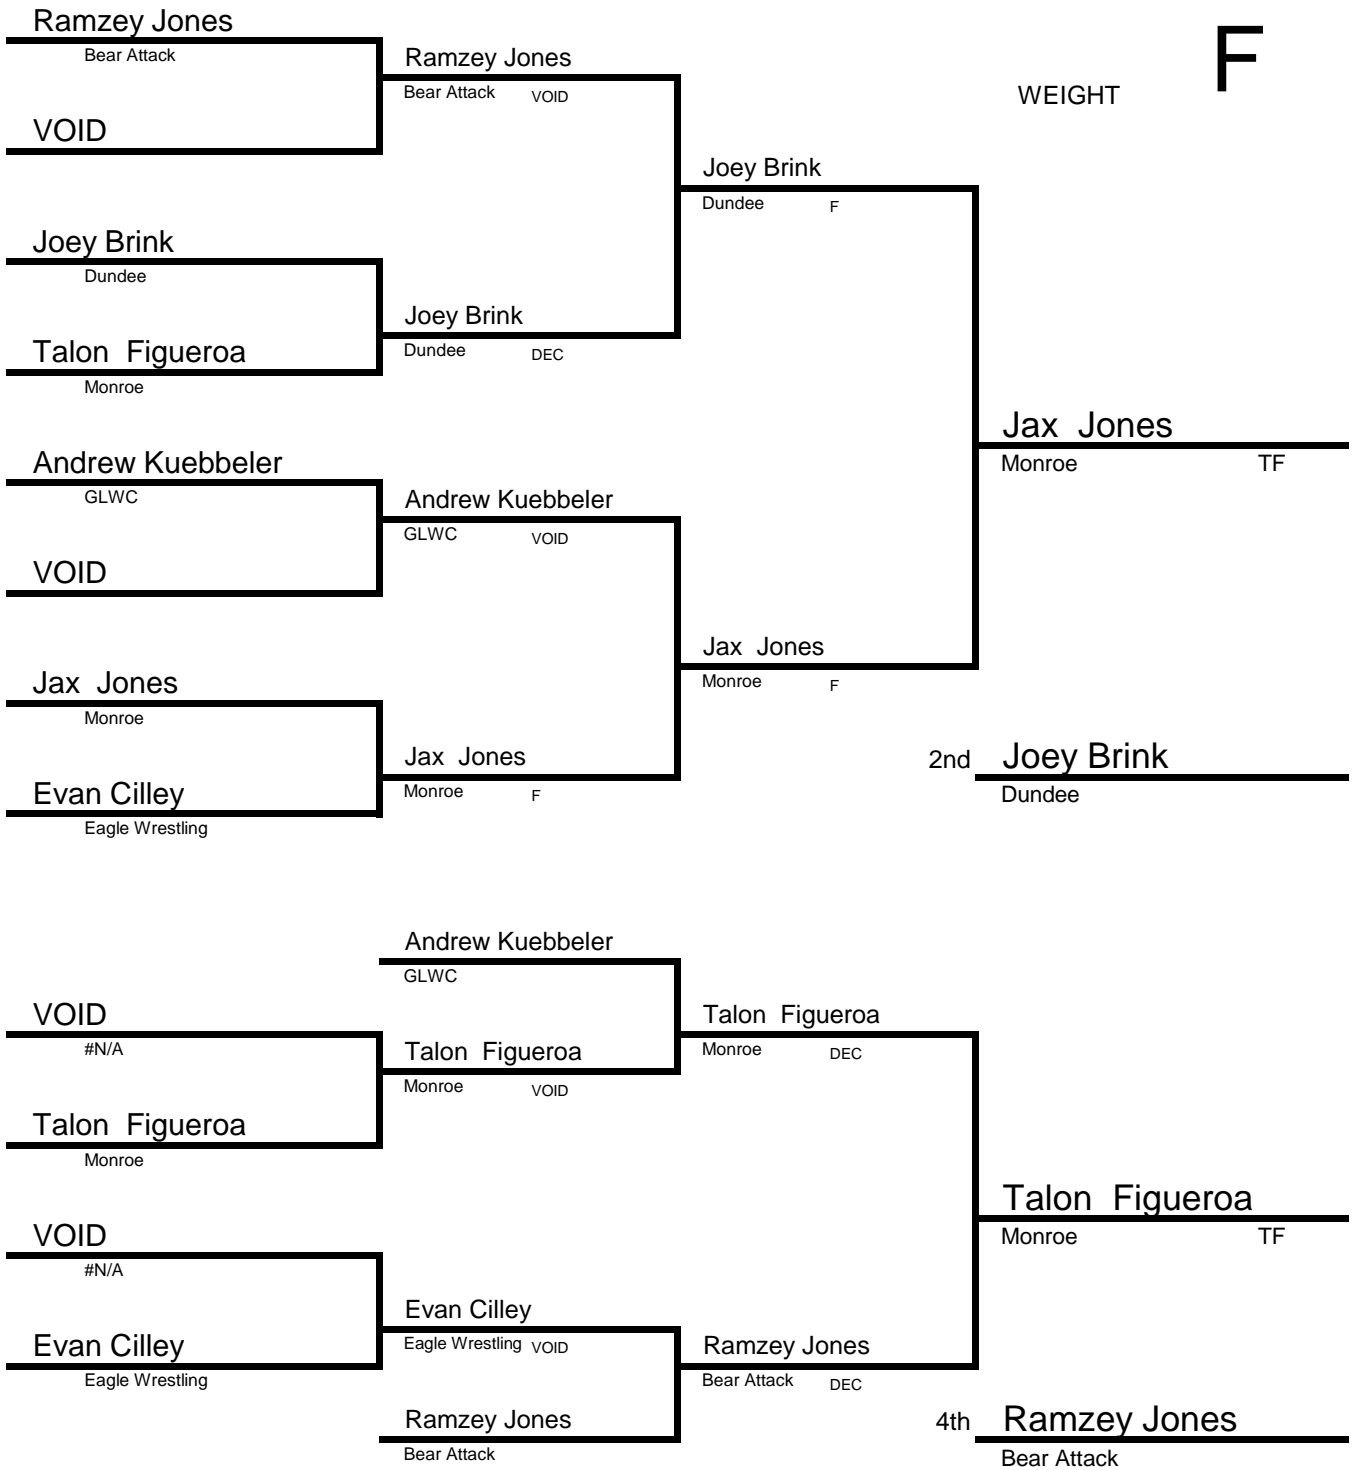 Ramzey Jones
Bear Attack
VOID
Joey Brink
Dundee
Talon  Figueroa
Monroe
Andrew Kuebbeler
GLWC
VOID
Jax  Jones
Monroe
Evan Cilley
Eagle Wrestling
Ramzey Jones
Bear Attack VOID
Joey Brink
Dundee DEC
Andrew Kuebbeler
GLWC VOID
Jax  Jones
Monroe F
Joey Brink
Dundee F
Jax  Jones
Monroe F
WEIGHT F
Jax  Jones
Monroe TF
2nd Joey Brink
Dundee
VOID
#N/A
Talon  Figueroa
Monroe
VOID
#N/A
Evan Cilley
Eagle Wrestling
Andrew Kuebbeler
GLWC
Talon  Figueroa
Monroe VOID
Evan Cilley
Eagle Wrestling VOID
Ramzey Jones
Bear Attack
Talon  Figueroa
Monroe DEC
Ramzey Jones
Bear Attack DEC
Talon  Figueroa
Monroe TF
4th Ramzey Jones
Bear Attack